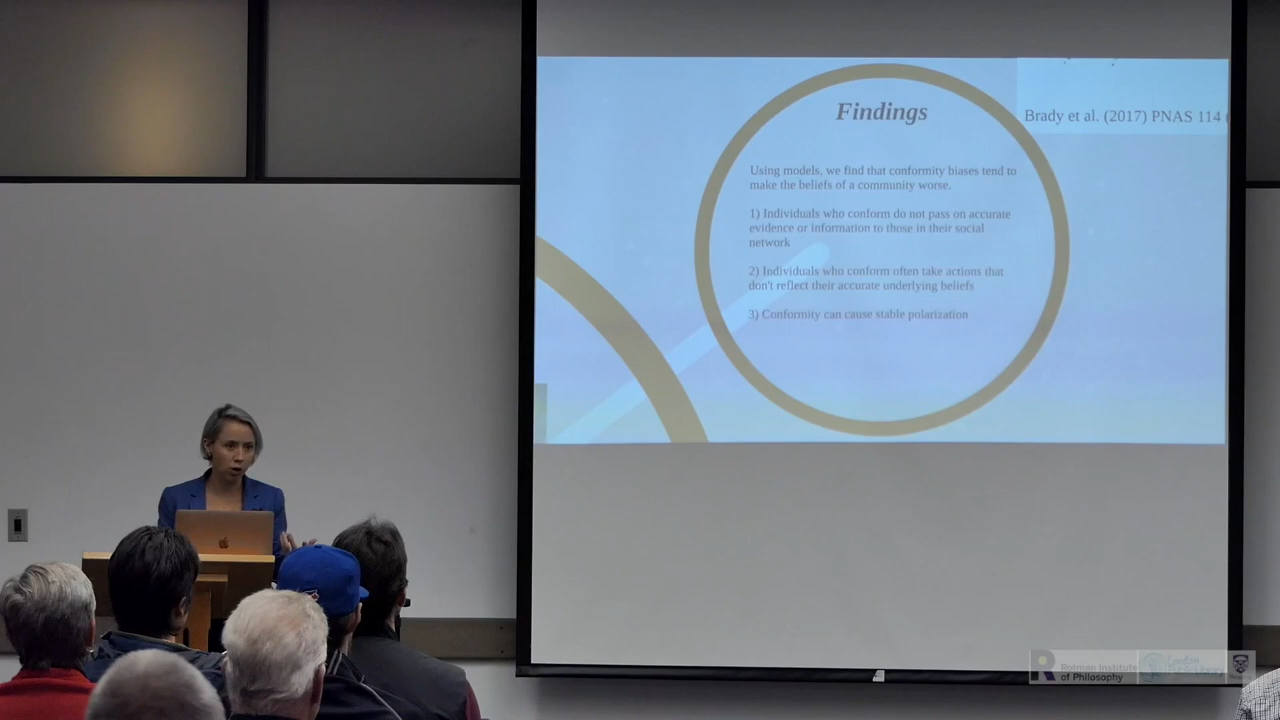 Findings
Brady et al. (2017) PNAS 114
Using models, we find that conformity biases tend to
make the beliefs of a community worse.
1) Individuals who conform do not pass on accurate
evidence or information to those in their social
network
2) Individuals who conform often take actions that
don't reflect their accurate underlying beliefs
3) Conformity can cause stable polarization
R Rotman Institute
of Philosophy
London